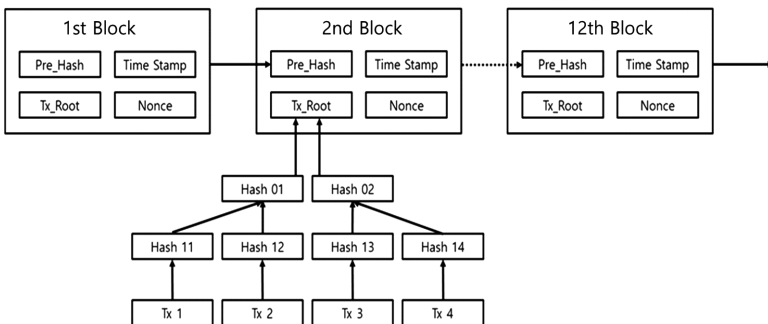 1st Block 2nd Block 12th Block
Pre_Hash Time Stamp Pre_Hash Time Stamp Pre_Hash Time Stamp
Tx_Root Nonce Tx_Root Nonce Tx_Root Nonce
Hash 01 Hash 02
Hash 11 Hash 12 Hash 13 Hash 14
Tx 1 Tx 2 Tx 3 Tx 4